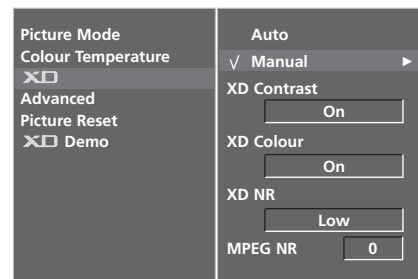 Picture Mode
Colour Temperature
XD
Advanced
Picture Reset
XD Demo
Auto
√ Manual ►
XD Contrast
On
XD Colour
On
XD NR
Low
MPEG NR 0